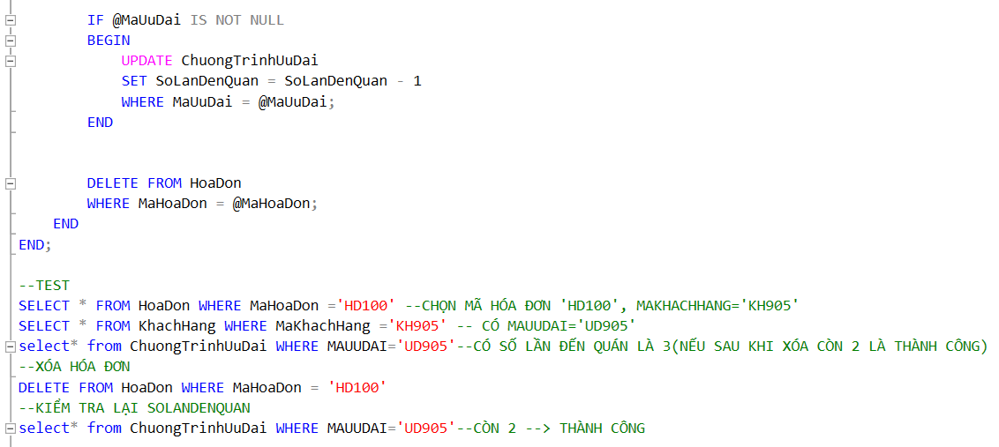 IF @MaUuDai IS NOT NULL
BEGIN
UPDATE ChuongTrinhUuDai
SET SoLanDenQuan = SoLanDenQuan - 1
WHERE MaUuDai = @MaUuDai;
END
DELETE FROM HoaDon
WHERE MaHoaDon = @MaHoaDon;
END
END;
--TEST
SELECT * FROM HoaDon WHERE MaHoaDon ='HD100' --CHỌN MÃ HÓA ĐƠN 'HD100', MAKHACHHANG='KH905'
SELECT * FROM KhachHang WHERE MaKhachHang ='KH905' -- CÓ MAUUDAI='UD905'
select* from ChuongTrinhUuDai WHERE MAUUDAI='UD905'--CÓ SỐ LẦN ĐẾN QUÁN LÀ 3(NẾU SAU KHI XÓA CÒN 2 LÀ THÀNH CÔNG)
--XÓA HÓA ĐƠN
DELETE FROM HoaDon WHERE MaHoaDon = 'HD100'
--KIỂM TRA LẠI SOLANDENQUAN
select* from ChuongTrinhUuDai WHERE MAUUDAI='UD905'--CÒN 2 --> THÀNH CÔNG